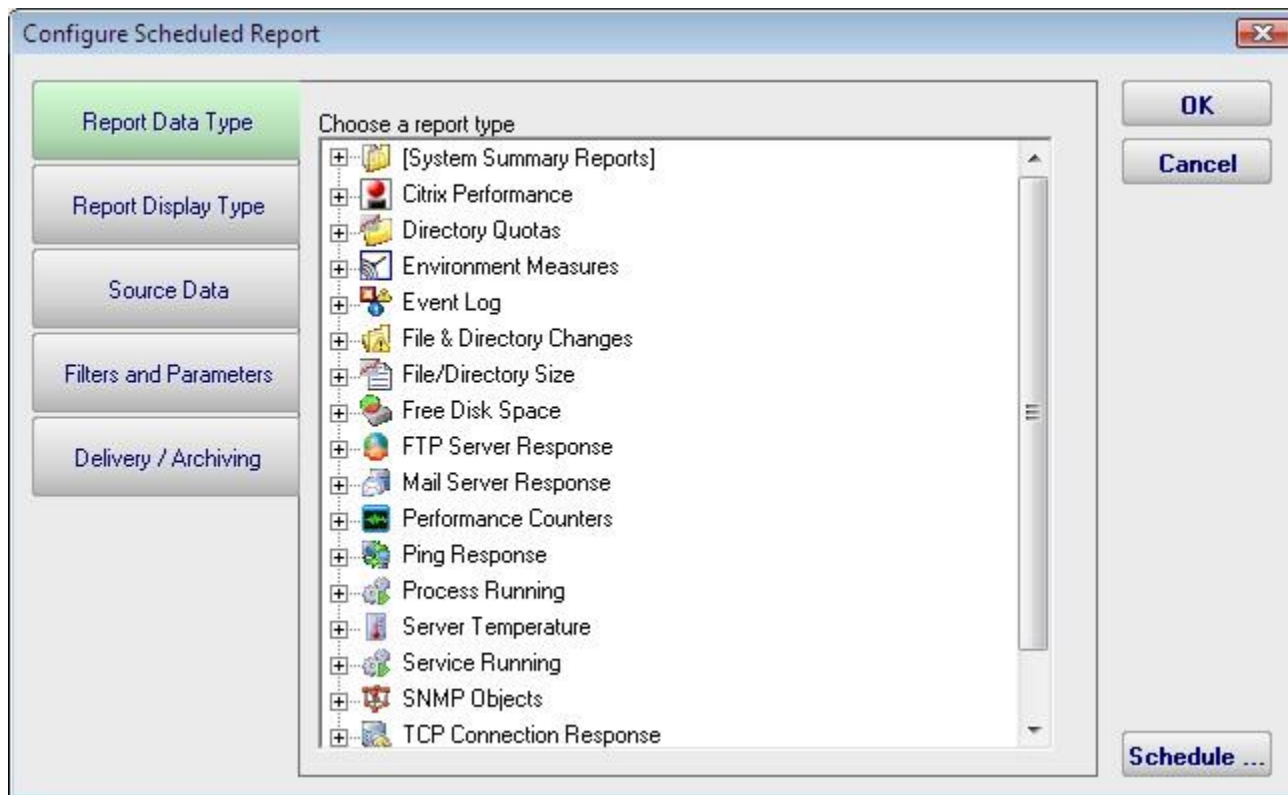 Configure Scheduled Report
Report Data Type
Report Display Type
Source Data
Filters and Parameters
Delivery / Archiving
Choose a report type
[System Summary Reports]
Citrix Performance
Directory Quotas
Environment Measures
Event Log
File & Directory Changes
File/Directory Size
Free Disk Space
FTP Server Response
Mail Server Response
Performance Counters
Ping Response
Process Running
Server Temperature
Service Running
SNMP Objects
TCP Connection Response
OK
Cancel
Schedule ...